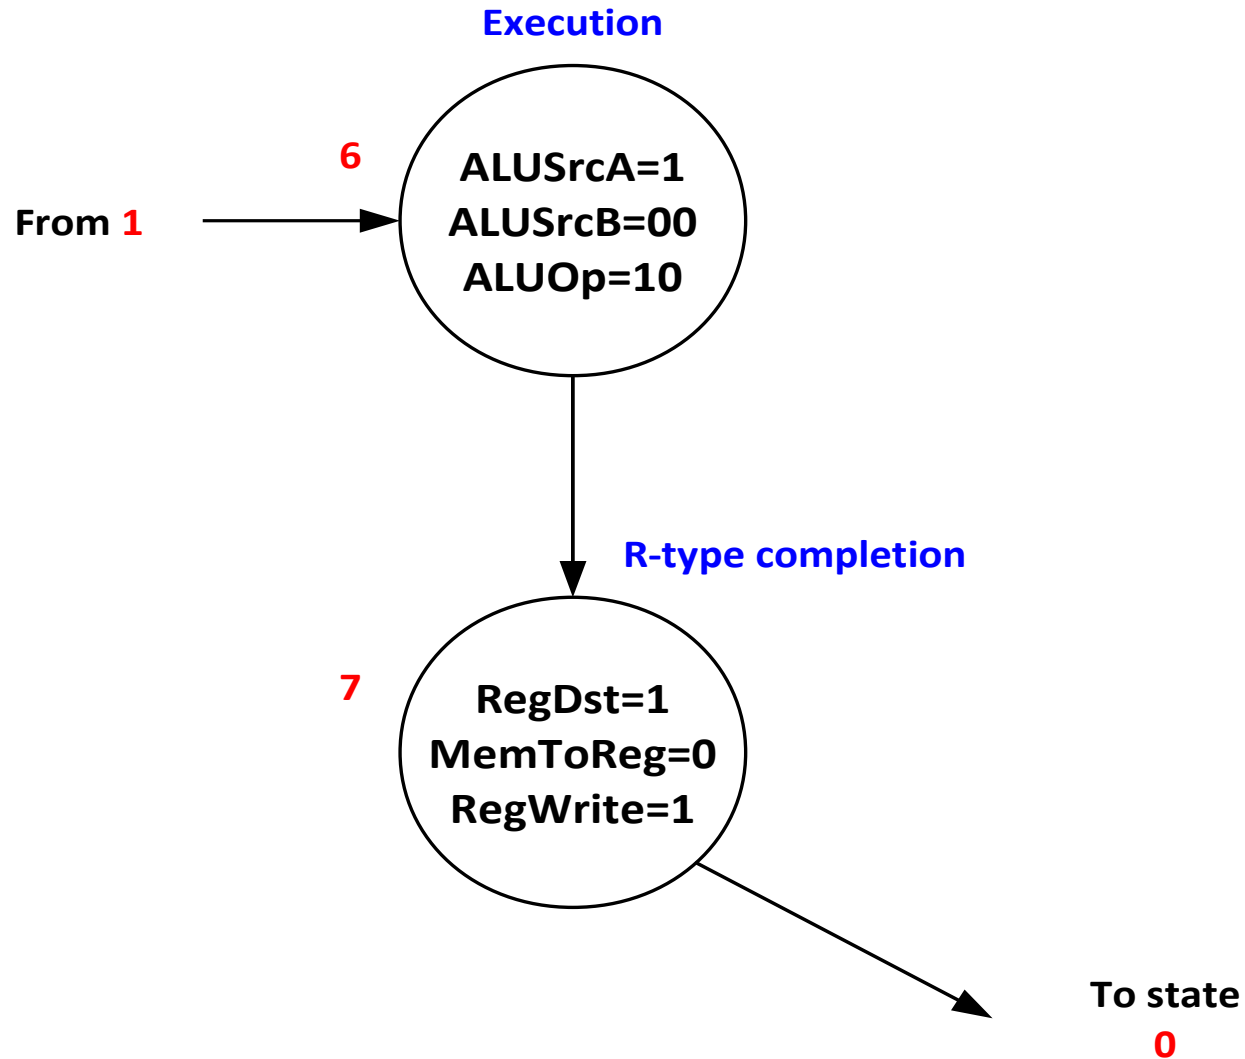 Execution
6
ALUSrcA=1
From 1
ALUSrcB=00
ALUOp=10
R-type completion
7
RegDst=1
MemToReg=0
RegWrite=1
To state
0